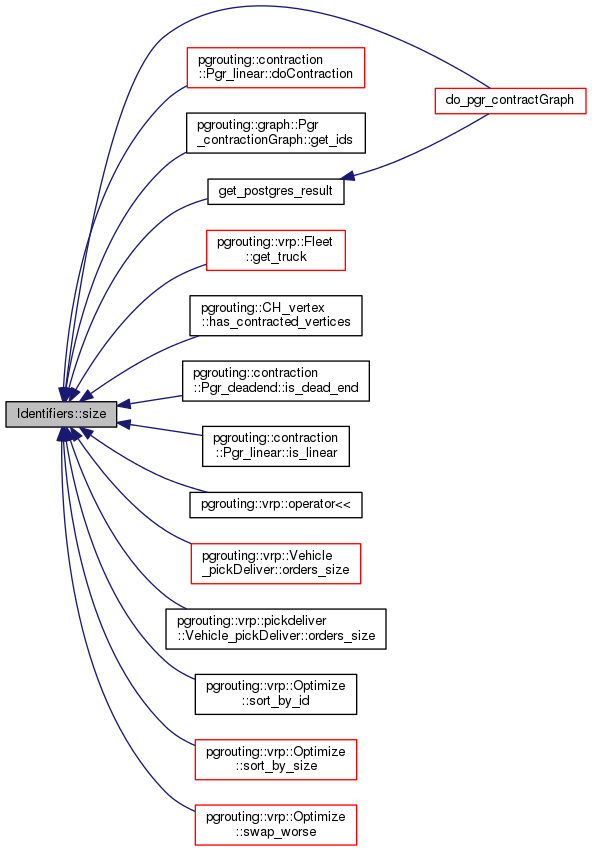 pgrouting::contraction
::Pgr_linear::doContraction
do_pgr_contractGraph
pgrouting::graph::Pgr
_contractionGraph::get_ids
get_postgres_result
pgrouting::vrp::Fleet
::get_truck
pgrouting::CH_vertex
::has_contracted_vertices
pgrouting::contraction
::Pgr_deadend::is_dead_end
Identifiers::size
pgrouting::contraction
::Pgr_linear::is_linear
pgrouting::vrp::operator<<
pgrouting::vrp::Vehicle
_pickDeliver::orders_size
pgrouting::vrp::pickdeliver
::Vehicle_pickDeliver::orders_size
pgrouting::vrp::Optimize
::sort_by_id
pgrouting::vrp::Optimize
::sort_by_size
pgrouting::vrp::Optimize
::swap_worse